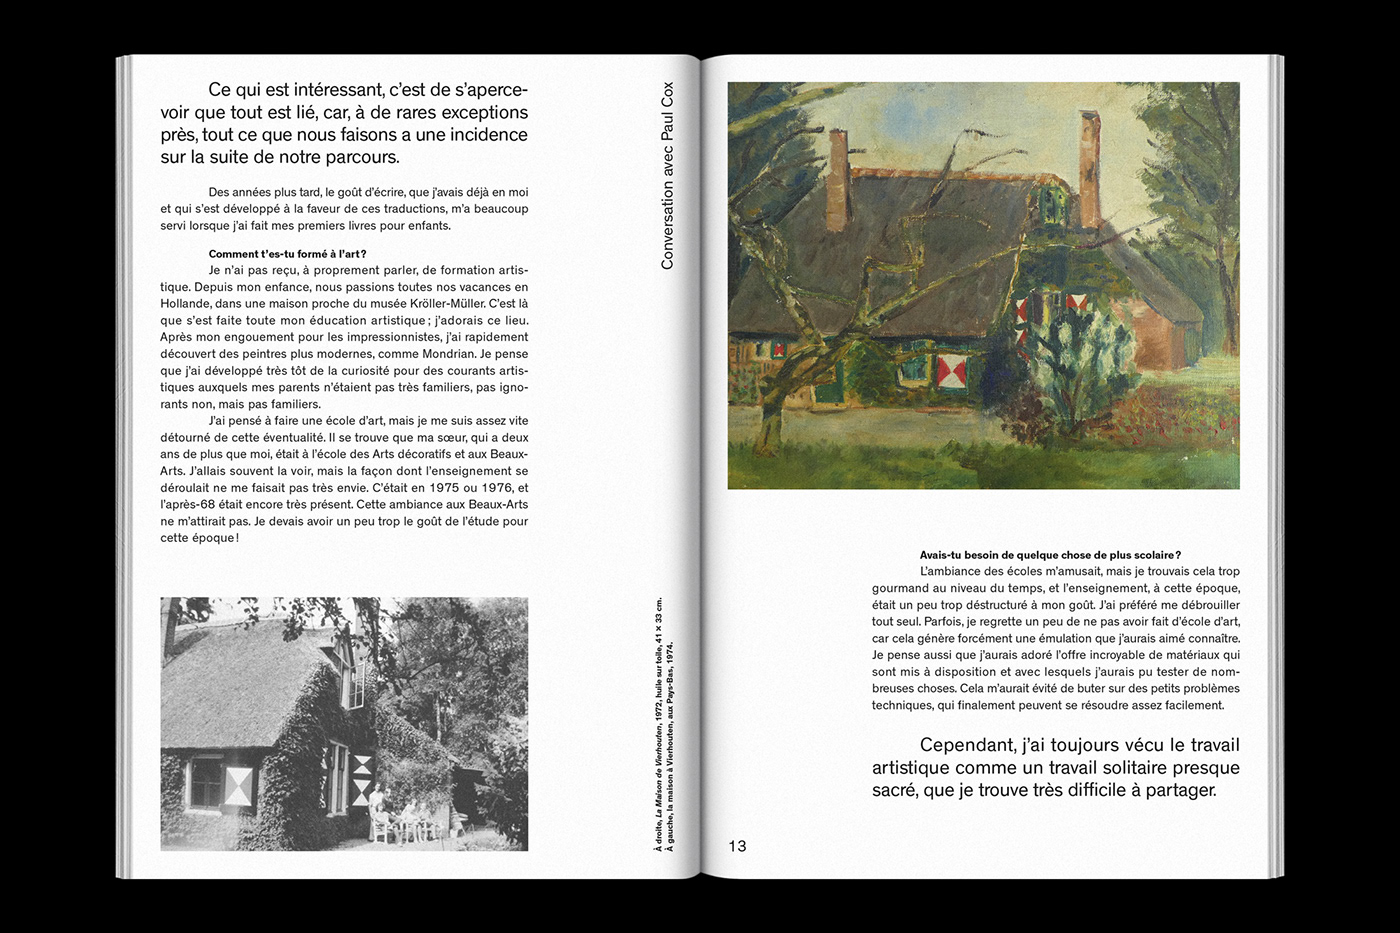 Ce qui est intéressant, c’est de s’aperce-
voir que tout est lié, car, à de rares exceptions
près, tout ce que nous faisons a une incidence
sur la suite de notre parcours.
Des années plus tard, le goût d’écrire, que j’avais déjà en moi
et qui s’est développé à la faveur de ces traductions, m’a beaucoup
servi lorsque j’ai fait mes premiers livres pour enfants.
Comment t’es-tu formé à l’art ?
Je n’ai pas reçu, à proprement parler, de formation artis-
tique. Depuis mon enfance, nous passions toutes nos vacances en
Hollande, dans une maison proche du musée Kröller-Müller. C’est là
que s’est faite toute mon éducation artistique ; j’adorais ce lieu.
Après mon engouement pour les impressionnistes, j’ai rapidement
découvert des peintres plus modernes, comme Mondrian. Je pense
que j’ai développé très tôt de la curiosité pour des courants artis-
tiques auxquels mes parents n’étaient pas très familiers, pas igno-
rants non, mais pas familiers.
J’ai pensé à faire une école d’art, mais je me suis assez vite
détourné de cette éventualité. Il se trouve que ma sœur, qui a deux
ans de plus que moi, était à l’école des Arts décoratifs et aux Beaux-
Arts. J’allais souvent la voir, mais la façon dont l’enseignement se
déroulait ne me faisait pas très envie. C’était en 1975 ou 1976, et
l’après-68 était encore très présent. Cette ambiance aux Beaux-Arts
ne m’attirait pas. Je devais avoir un peu trop le goût de l’étude pour
cette époque !
Conversation avec Paul Cox
À droite, La Maison de Vierhouten, 1972, huile sur toile, 41 × 33 cm.
À gauche, la maison à Vierhouten, aux Pays-Bas, 1974.
Avais-tu besoin de quelque chose de plus scolaire ?
L’ambiance des écoles m’amusait, mais je trouvais cela trop
gourmand au niveau du temps, et l’enseignement, à cette époque,
était un peu trop déstructuré à mon goût. J’ai préféré me débrouiller
tout seul. Parfois, je regrette un peu de ne pas avoir fait d’école d’art,
car cela génère forcément une émulation que j’aurais aimé connaître.
Je pense aussi que j’aurais adoré l’offre incroyable de matériaux qui
sont mis à disposition et avec lesquels j’aurais pu tester de nom-
breuses choses. Cela m’aurait évité de buter sur des petits problèmes
techniques, qui finalement peuvent se résoudre assez facilement.
Cependant, j’ai toujours vécu le travail
artistique comme un travail solitaire presque
sacré, que je trouve très difficile à partager.
13